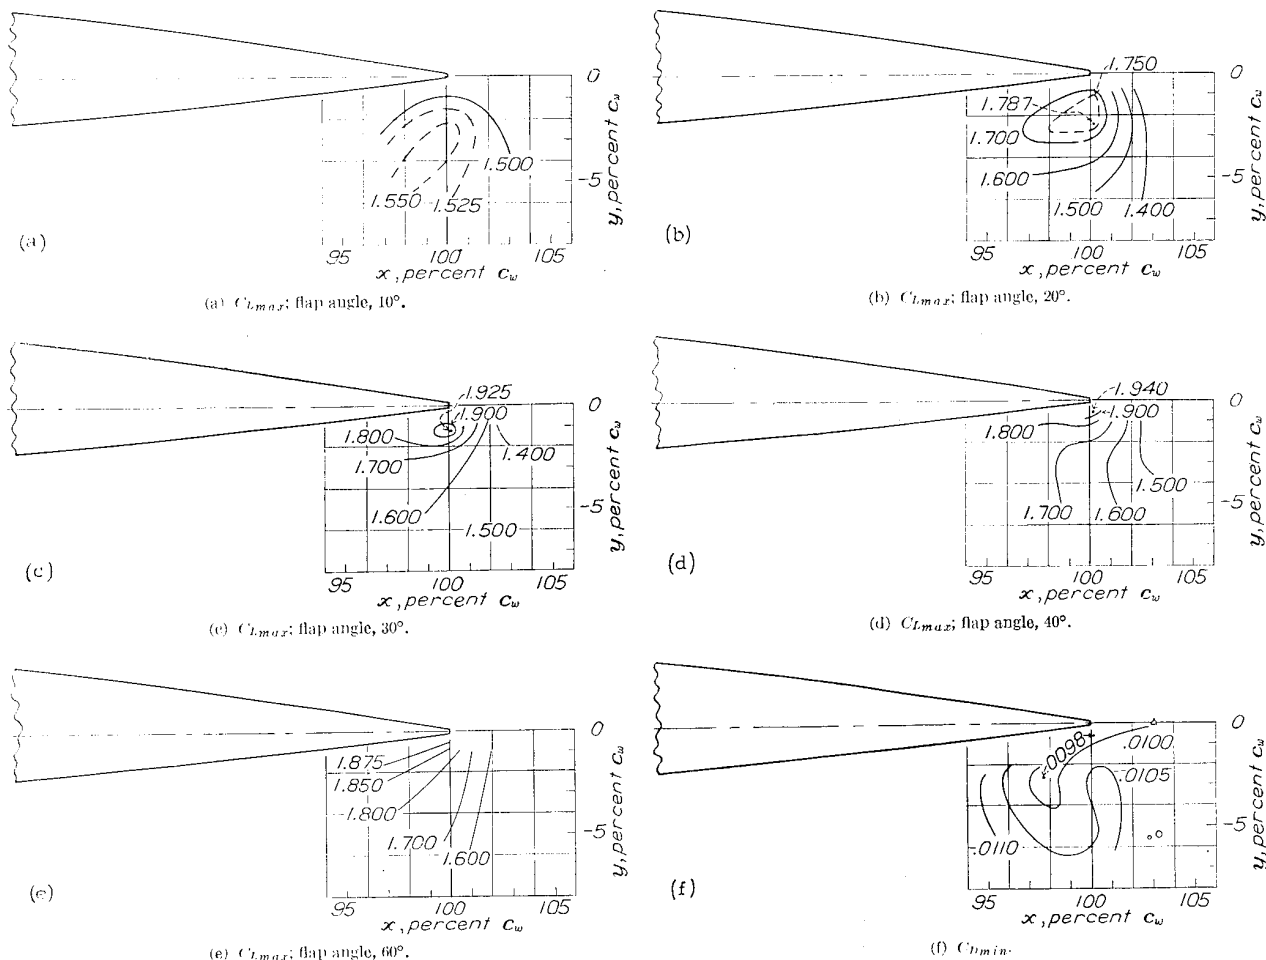 0
-5
y, percent c_w
1.500
1.550
1.525
(a)
95
100
105
x, percent c_w
(a) C_Lmax; flap angle, 10°.
0
-5
y, percent c_w
1.750
1.787
1.700
1.600
1.500
1.400
(b)
95
100
105
x, percent c_w
(b) C_Lmax; flap angle, 20°.
0
-5
y, percent c_w
1.925
1.900
1.800
1.700
1.400
1.600
1.500
(c)
95
100
105
x, percent c_w
(c) C_Lmax; flap angle, 30°.
0
-5
y, percent c_w
1.940
1.900
1.800
1.500
1.700
1.600
(d)
95
100
105
x, percent c_w
(d) C_Lmax; flap angle, 40°.
0
-5
y, percent c_w
1.875
1.850
1.800
1.700
1.600
(e)
95
100
105
x, percent c_w
(e) C_Lmax; flap angle, 60°.
0
-5
y, percent c_w
.0098
.0100
.0105
.0110
(f)
95
100
105
x, percent c_w
(f) C_Dmin.